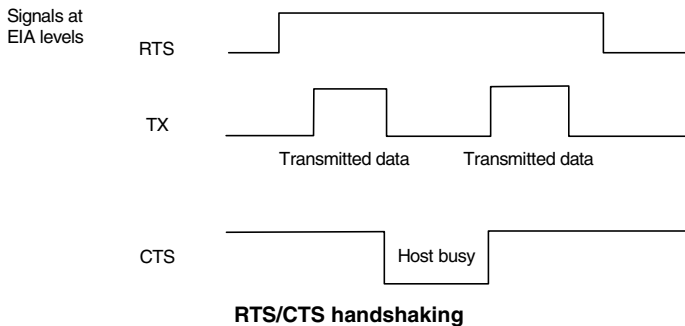 Signals at
EIA levels
RTS
TX
Transmitted data Transmitted data
CTS
Host busy
RTS/CTS handshaking